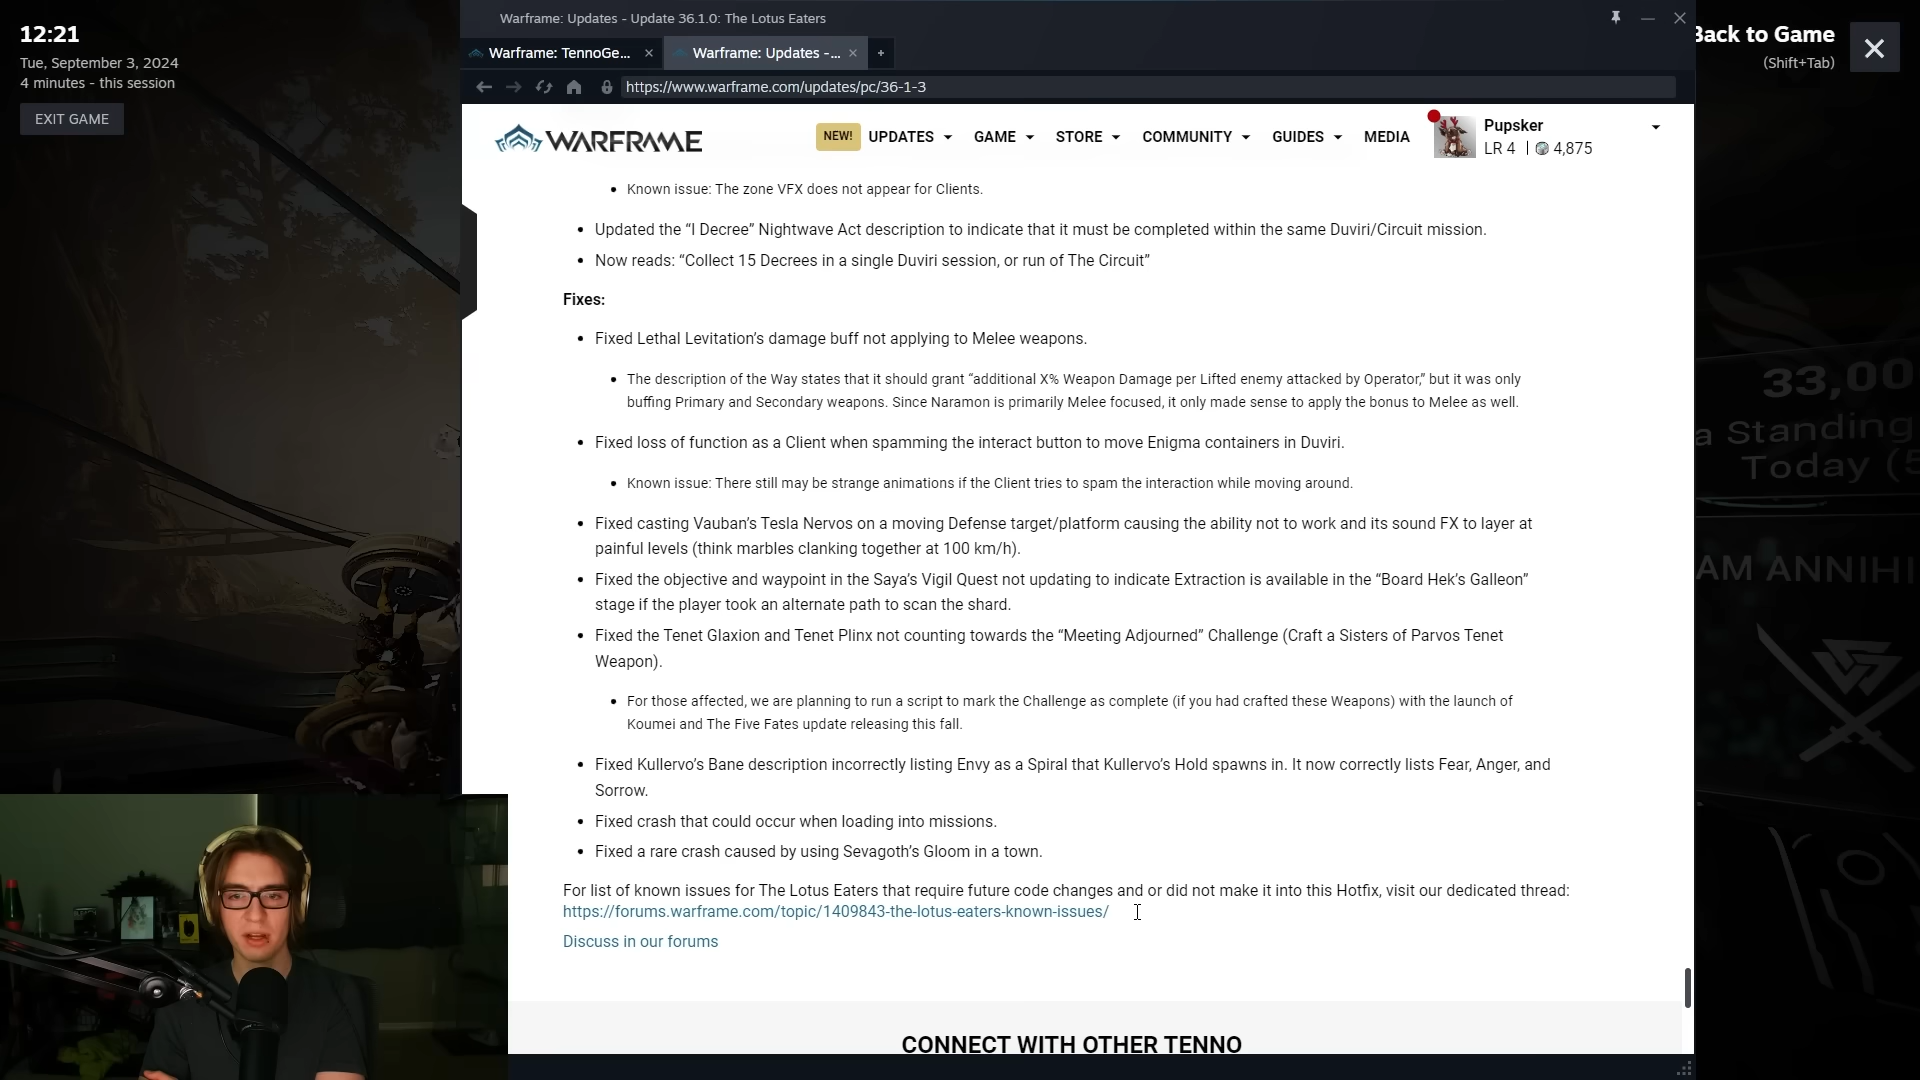 12:21
Tue, September 3, 2024
4 minutes - this session
EXIT GAME
Warframe: Updates - Update 36.1.0: The Lotus Eaters
Warframe: TennoGe...
Warframe: Updates -...
https://www.warframe.com/updates/pc/36-1-3
Back to Game
(Shift+Tab)
WARFRAME
NEW!
UPDATES
GAME
STORE
COMMUNITY
GUIDES
MEDIA
Pupsker
LR 4 | 4,875
• Known issue: The zone VFX does not appear for Clients.
• Updated the “I Decree” Nightwave Act description to indicate that it must be completed within the same Duviri/Circuit mission.
• Now reads: “Collect 15 Decrees in a single Duviri session, or run of The Circuit”
Fixes:
• Fixed Lethal Levitation’s damage buff not applying to Melee weapons.
• The description of the Way states that it should grant “additional X% Weapon Damage per Lifted enemy attacked by Operator,” but it was only
buffing Primary and Secondary weapons. Since Naramon is primarily Melee focused, it only made sense to apply the bonus to Melee as well.
• Fixed loss of function as a Client when spamming the interact button to move Enigma containers in Duviri.
• Known issue: There still may be strange animations if the Client tries to spam the interaction while moving around.
• Fixed casting Vauban’s Tesla Nervos on a moving Defense target/platform causing the ability not to work and its sound FX to layer at
painful levels (think marbles clanking together at 100 km/h).
• Fixed the objective and waypoint in the Saya’s Vigil Quest not updating to indicate Extraction is available in the “Board Hek’s Galleon”
stage if the player took an alternate path to scan the shard.
• Fixed the Tenet Glaxion and Tenet Plinx not counting towards the “Meeting Adjourned” Challenge (Craft a Sisters of Parvos Tenet
Weapon).
• For those affected, we are planning to run a script to mark the Challenge as complete (if you had crafted these Weapons) with the launch of
Koumei and The Five Fates update releasing this fall.
• Fixed Kullervo’s Bane description incorrectly listing Envy as a Spiral that Kullervo’s Hold spawns in. It now correctly lists Fear, Anger, and
Sorrow.
• Fixed crash that could occur when loading into missions.
• Fixed a rare crash caused by using Sevagoth’s Gloom in a town.
For list of known issues for The Lotus Eaters that require future code changes and or did not make it into this Hotfix, visit our dedicated thread:
https://forums.warframe.com/topic/1409843-the-lotus-eaters-known-issues/
Discuss in our forums
CONNECT WITH OTHER TENNO
33,00
a Standing
Today (5
AM ANNIHI